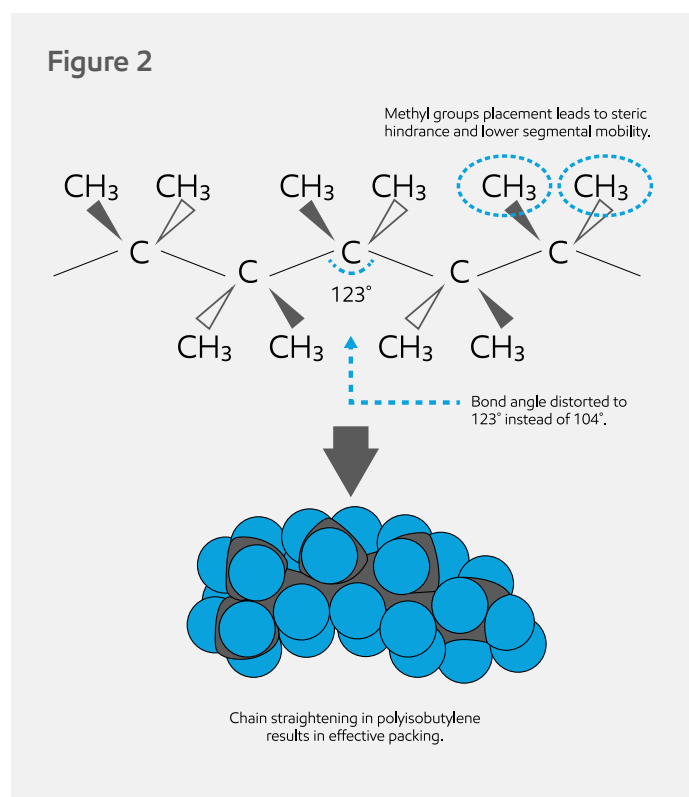 Figure 2
Methyl groups placement leads to steric
hindrance and lower segmental mobility.
CH₃ CH₃ CH₃ CH₃ CH₃ CH₃
C C C
C C
123°
CH₃ CH₃ CH₃ CH₃
Bond angle distorted to
123° instead of 104°.
Chain straightening in polyisobutylene
results in effective packing.